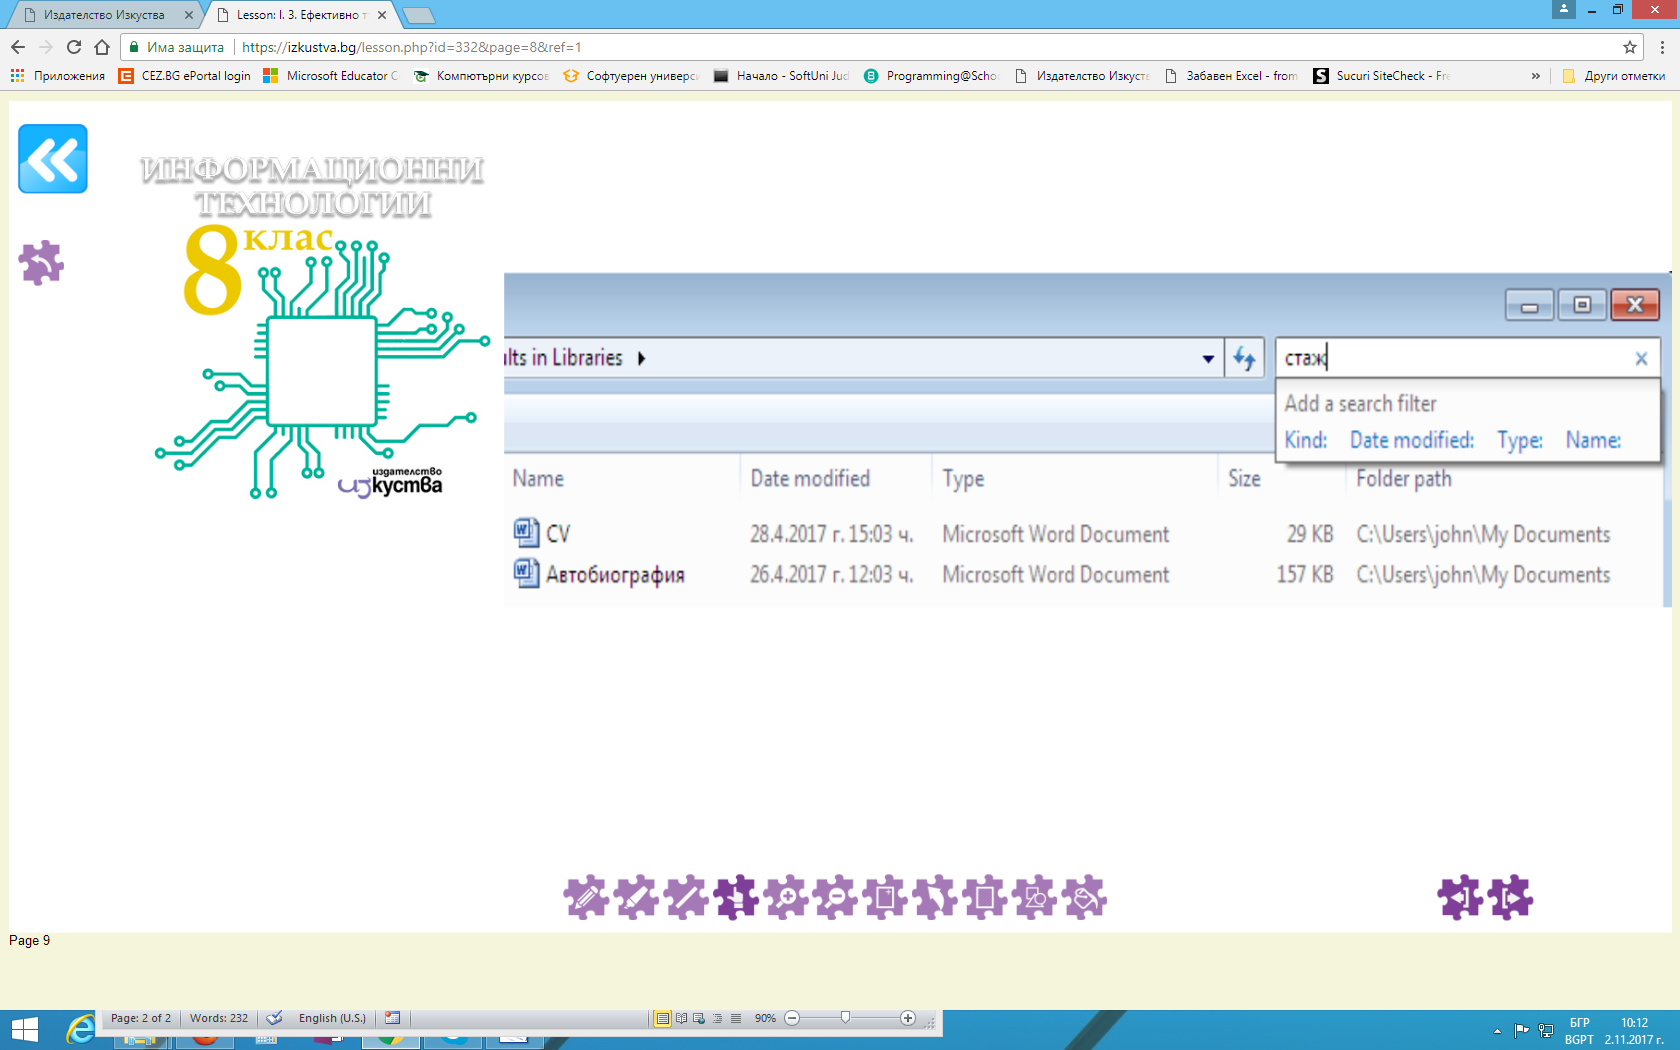 Издателство Изкуства
Lesson: I. 3. Ефективно
Има защита https://izkustva.bg/lesson.php?id=332&page=8&ref=1
Приложения CEZ.BG ePortal login Microsoft Educator Компютърни курсов Софтуерен универс Начало - SoftUni Jud Programming@Scho Издателство Изкуств Забавен Excel - from Sucuri SiteCheck - Fre » Други отметки
ИНФОРМАЦИОННИ
ТЕХНОЛОГИИ
8 клас
издателство
изкуства
ults in Libraries
стаж
Add a search filter
Kind: Date modified: Type: Name:
Name Date modified Type Size Folder path
CV 28.4.2017 г. 15:03 ч. Microsoft Word Document 29 KB C:\Users\john\My Documents
Автобиография 26.4.2017 г. 12:03 ч. Microsoft Word Document 157 KB C:\Users\john\My Documents
Page 9
Page: 2 of 2 Words: 232 English (U.S.) 90%
БГР 10:12
BGPT 2.11.2017 г.